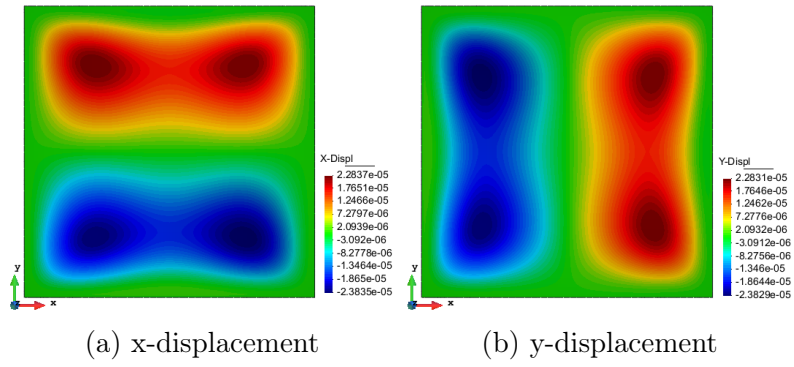 X-Displ
2.2837e-05
1.7651e-05
1.2466e-05
7.2797e-06
2.0939e-06
-3.092e-06
-8.2778e-06
-1.3464e-05
-1.865e-05
-2.3835e-05
y
x
Y-Displ
2.2831e-05
1.7646e-05
1.2462e-05
7.2776e-06
2.0932e-06
-3.0912e-06
-8.2756e-06
-1.346e-05
-1.8644e-05
-2.3829e-05
y
x
(a) x-displacement
(b) y-displacement